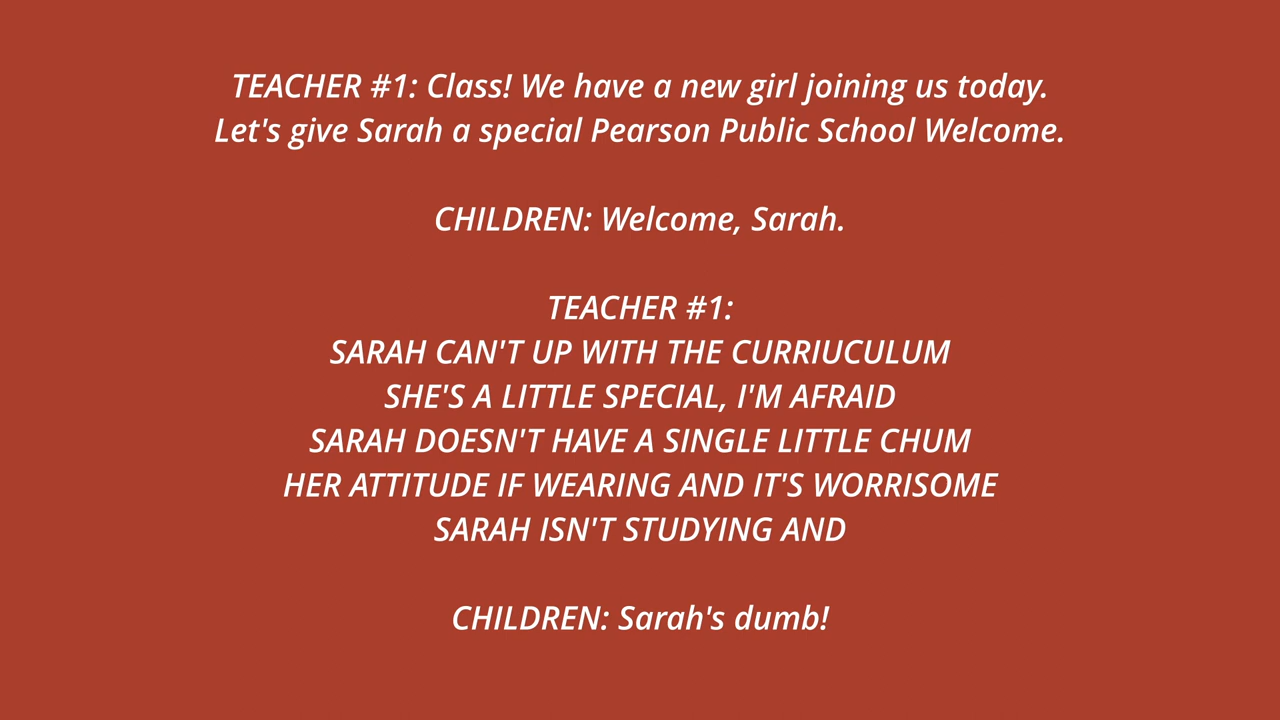 TEACHER #1: Class! We have a new girl joining us today.
Let's give Sarah a special Pearson Public School Welcome.
CHILDREN: Welcome, Sarah.
TEACHER #1:
SARAH CAN'T UP WITH THE CURRIUCULUM
SHE'S A LITTLE SPECIAL, I'M AFRAID
SARAH DOESN'T HAVE A SINGLE LITTLE CHUM
HER ATTITUDE IF WEARING AND IT'S WORRISOME
SARAH ISN'T STUDYING AND
CHILDREN: Sarah's dumb!